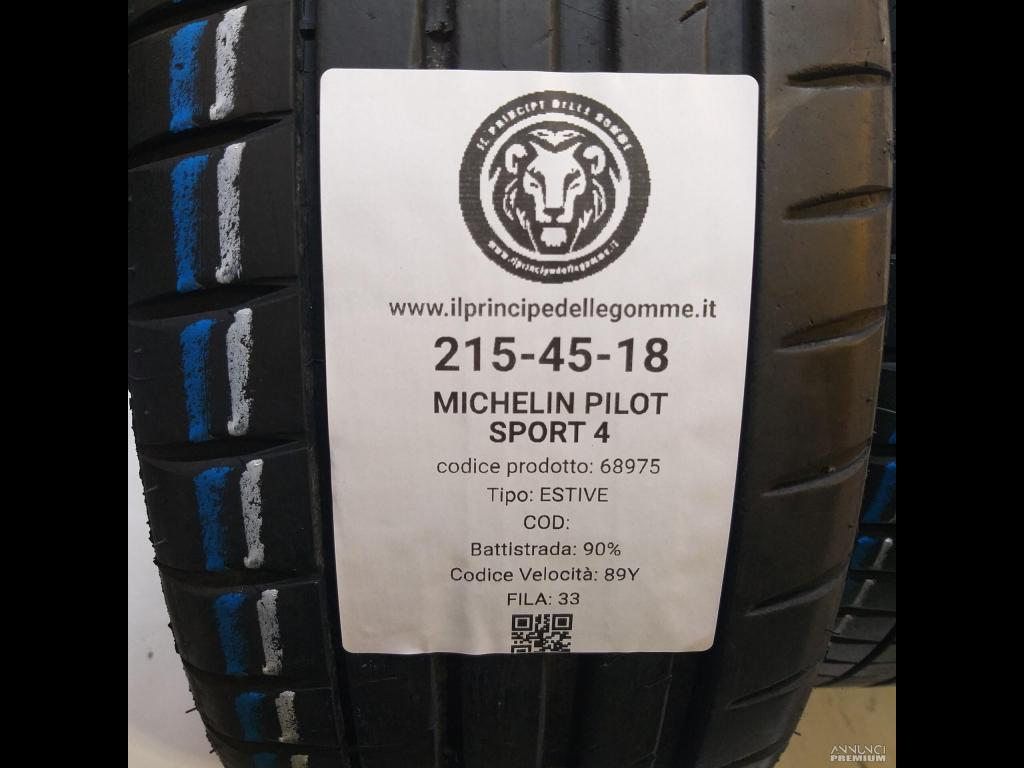 IL PRINCIPE DELLE GOMME
www.ilprincipedellegomme.it
www.ilprincipedellegomme.it
215-45-18
MICHELIN PILOT
SPORT 4
codice prodotto: 68975
Tipo: ESTIVE
COD:
Battistrada: 90%
Codice Velocità: 89Y
FILA: 33
ANNUNCI
PREMIUM